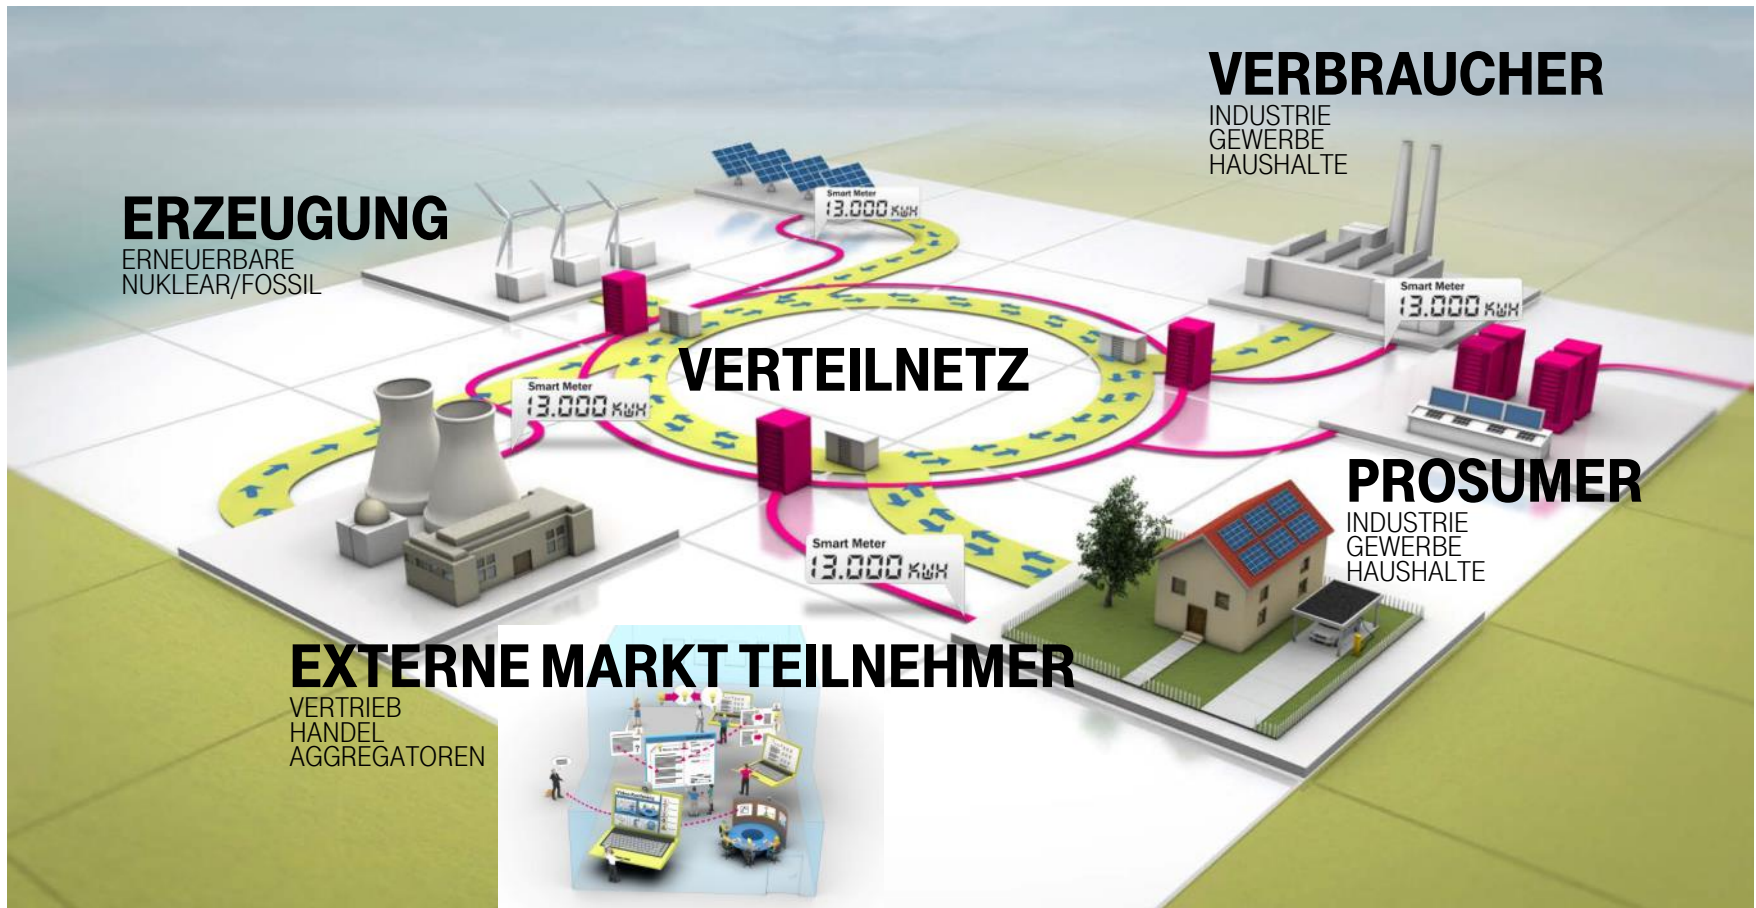 VERBRAUCHER
INDUSTRIE
GEWERBE
HAUSHALTE
ERZEUGUNG
ERNEUERBARE
NUKLEAR/FOSSIL
Smart Meter
13.000 KWH
Smart Meter
13.000 KWH
VERTEILNETZ
Smart Meter
13.000 KWH
PROSUMER
INDUSTRIE
GEWERBE
HAUSHALTE
Smart Meter
13.000 KWH
EXTERNE MARKT TEILNEHMER
VERTRIEB
HANDEL
AGGREGATOREN